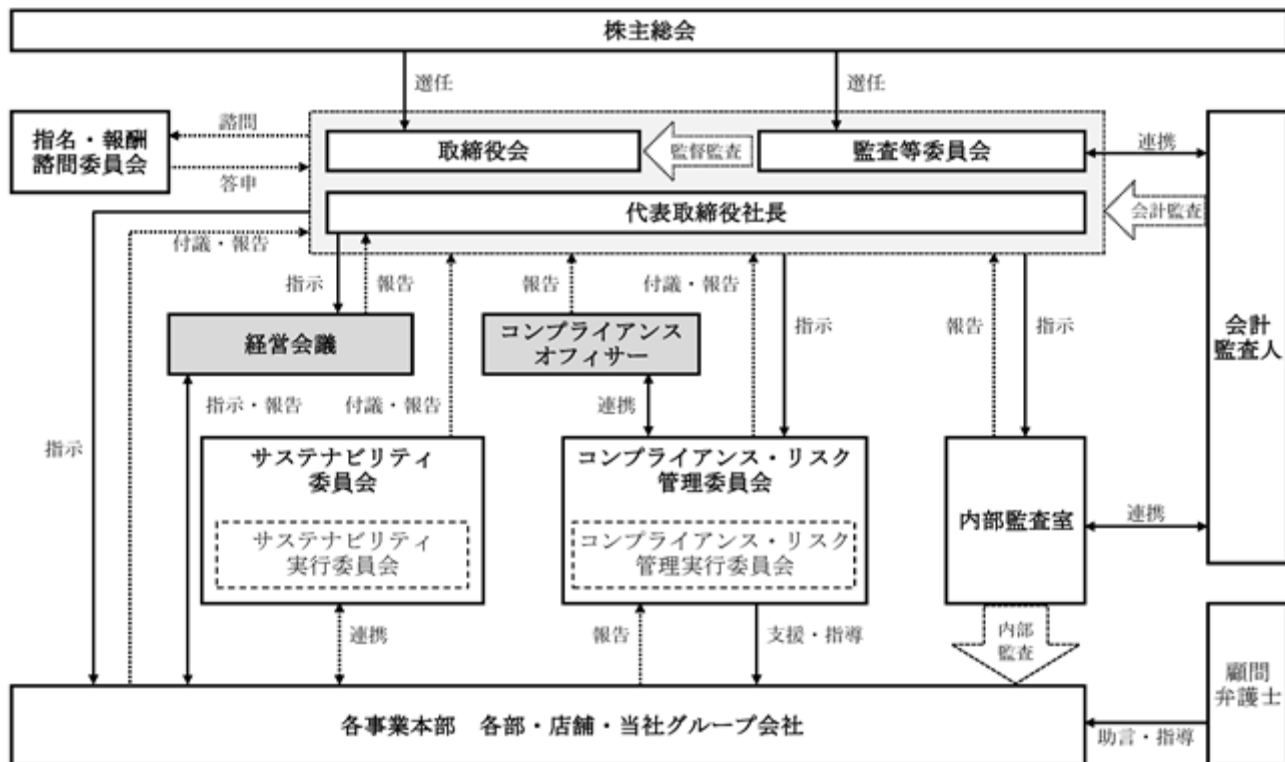 株主総会
選任
選任
指名・報酬
諮問委員会
諮問
答申
取締役会
監督監査
監査等委員会
連携
代表取締役社長
会計監査
付議・報告
指示
報告
報告
付議・報告
指示
報告
指示
経営会議
コンプライアンス
オフィサー
会計
監査人
指示・報告
付議・報告
連携
指示
サステナビリティ
委員会
サステナビリティ
実行委員会
コンプライアンス・リスク
管理委員会
コンプライアンス・リスク
管理実行委員会
内部監査室
連携
連携
報告
支援・指導
内部
監査
顧問
弁護士
各事業本部 各部・店舗・当社グループ会社
助言・指導